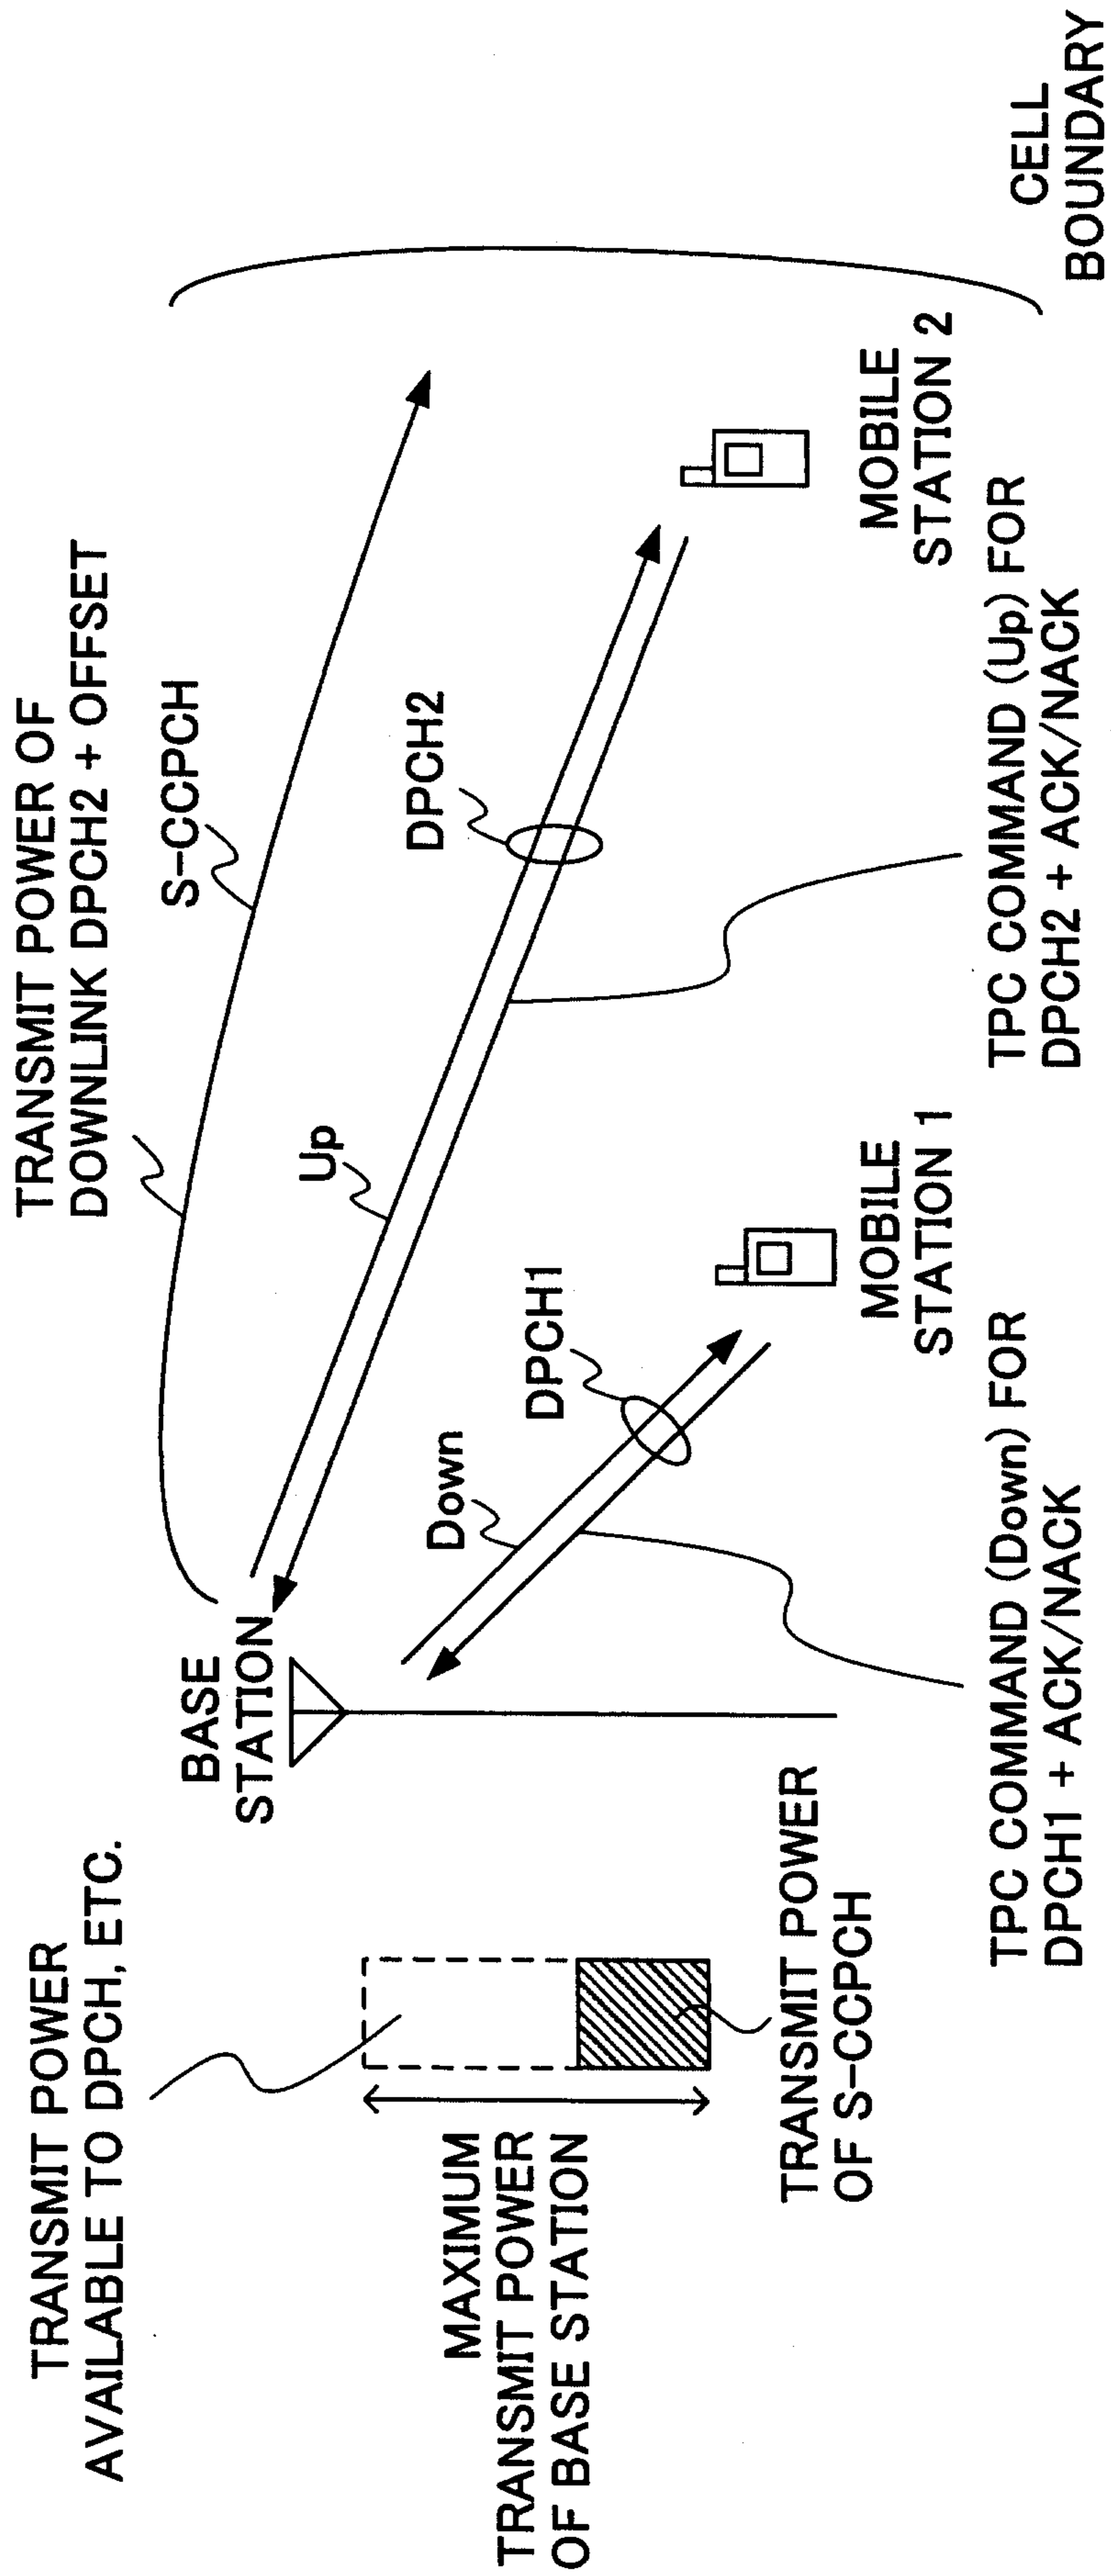 TRANSMIT POWER
AVAILABLE TO DPCH, ETC.
MAXIMUM
TRANSMIT POWER
OF BASE STATION
TRANSMIT POWER
OF S-CCPCH
BASE
STATION
TRANSMIT POWER OF
DOWNLINK DPCH2 + OFFSET
S-CCPCH
Up
DPCH2
Down
DPCH1
MOBILE
STATION 1
MOBILE
STATION 2
TPC COMMAND (Down) FOR
DPCH1 + ACK/NACK
TPC COMMAND (Up) FOR
DPCH2 + ACK/NACK
CELL
BOUNDARY